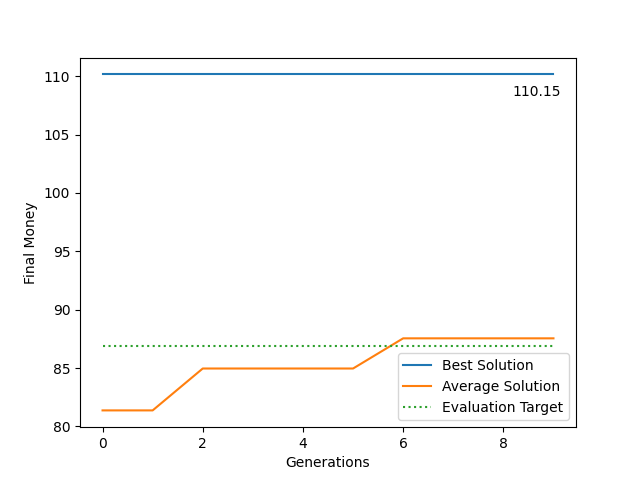 110
105
100
95
90
85
80
0 2 4 6 8
Final Money
Generations
110.15
Best Solution
Average Solution
Evaluation Target